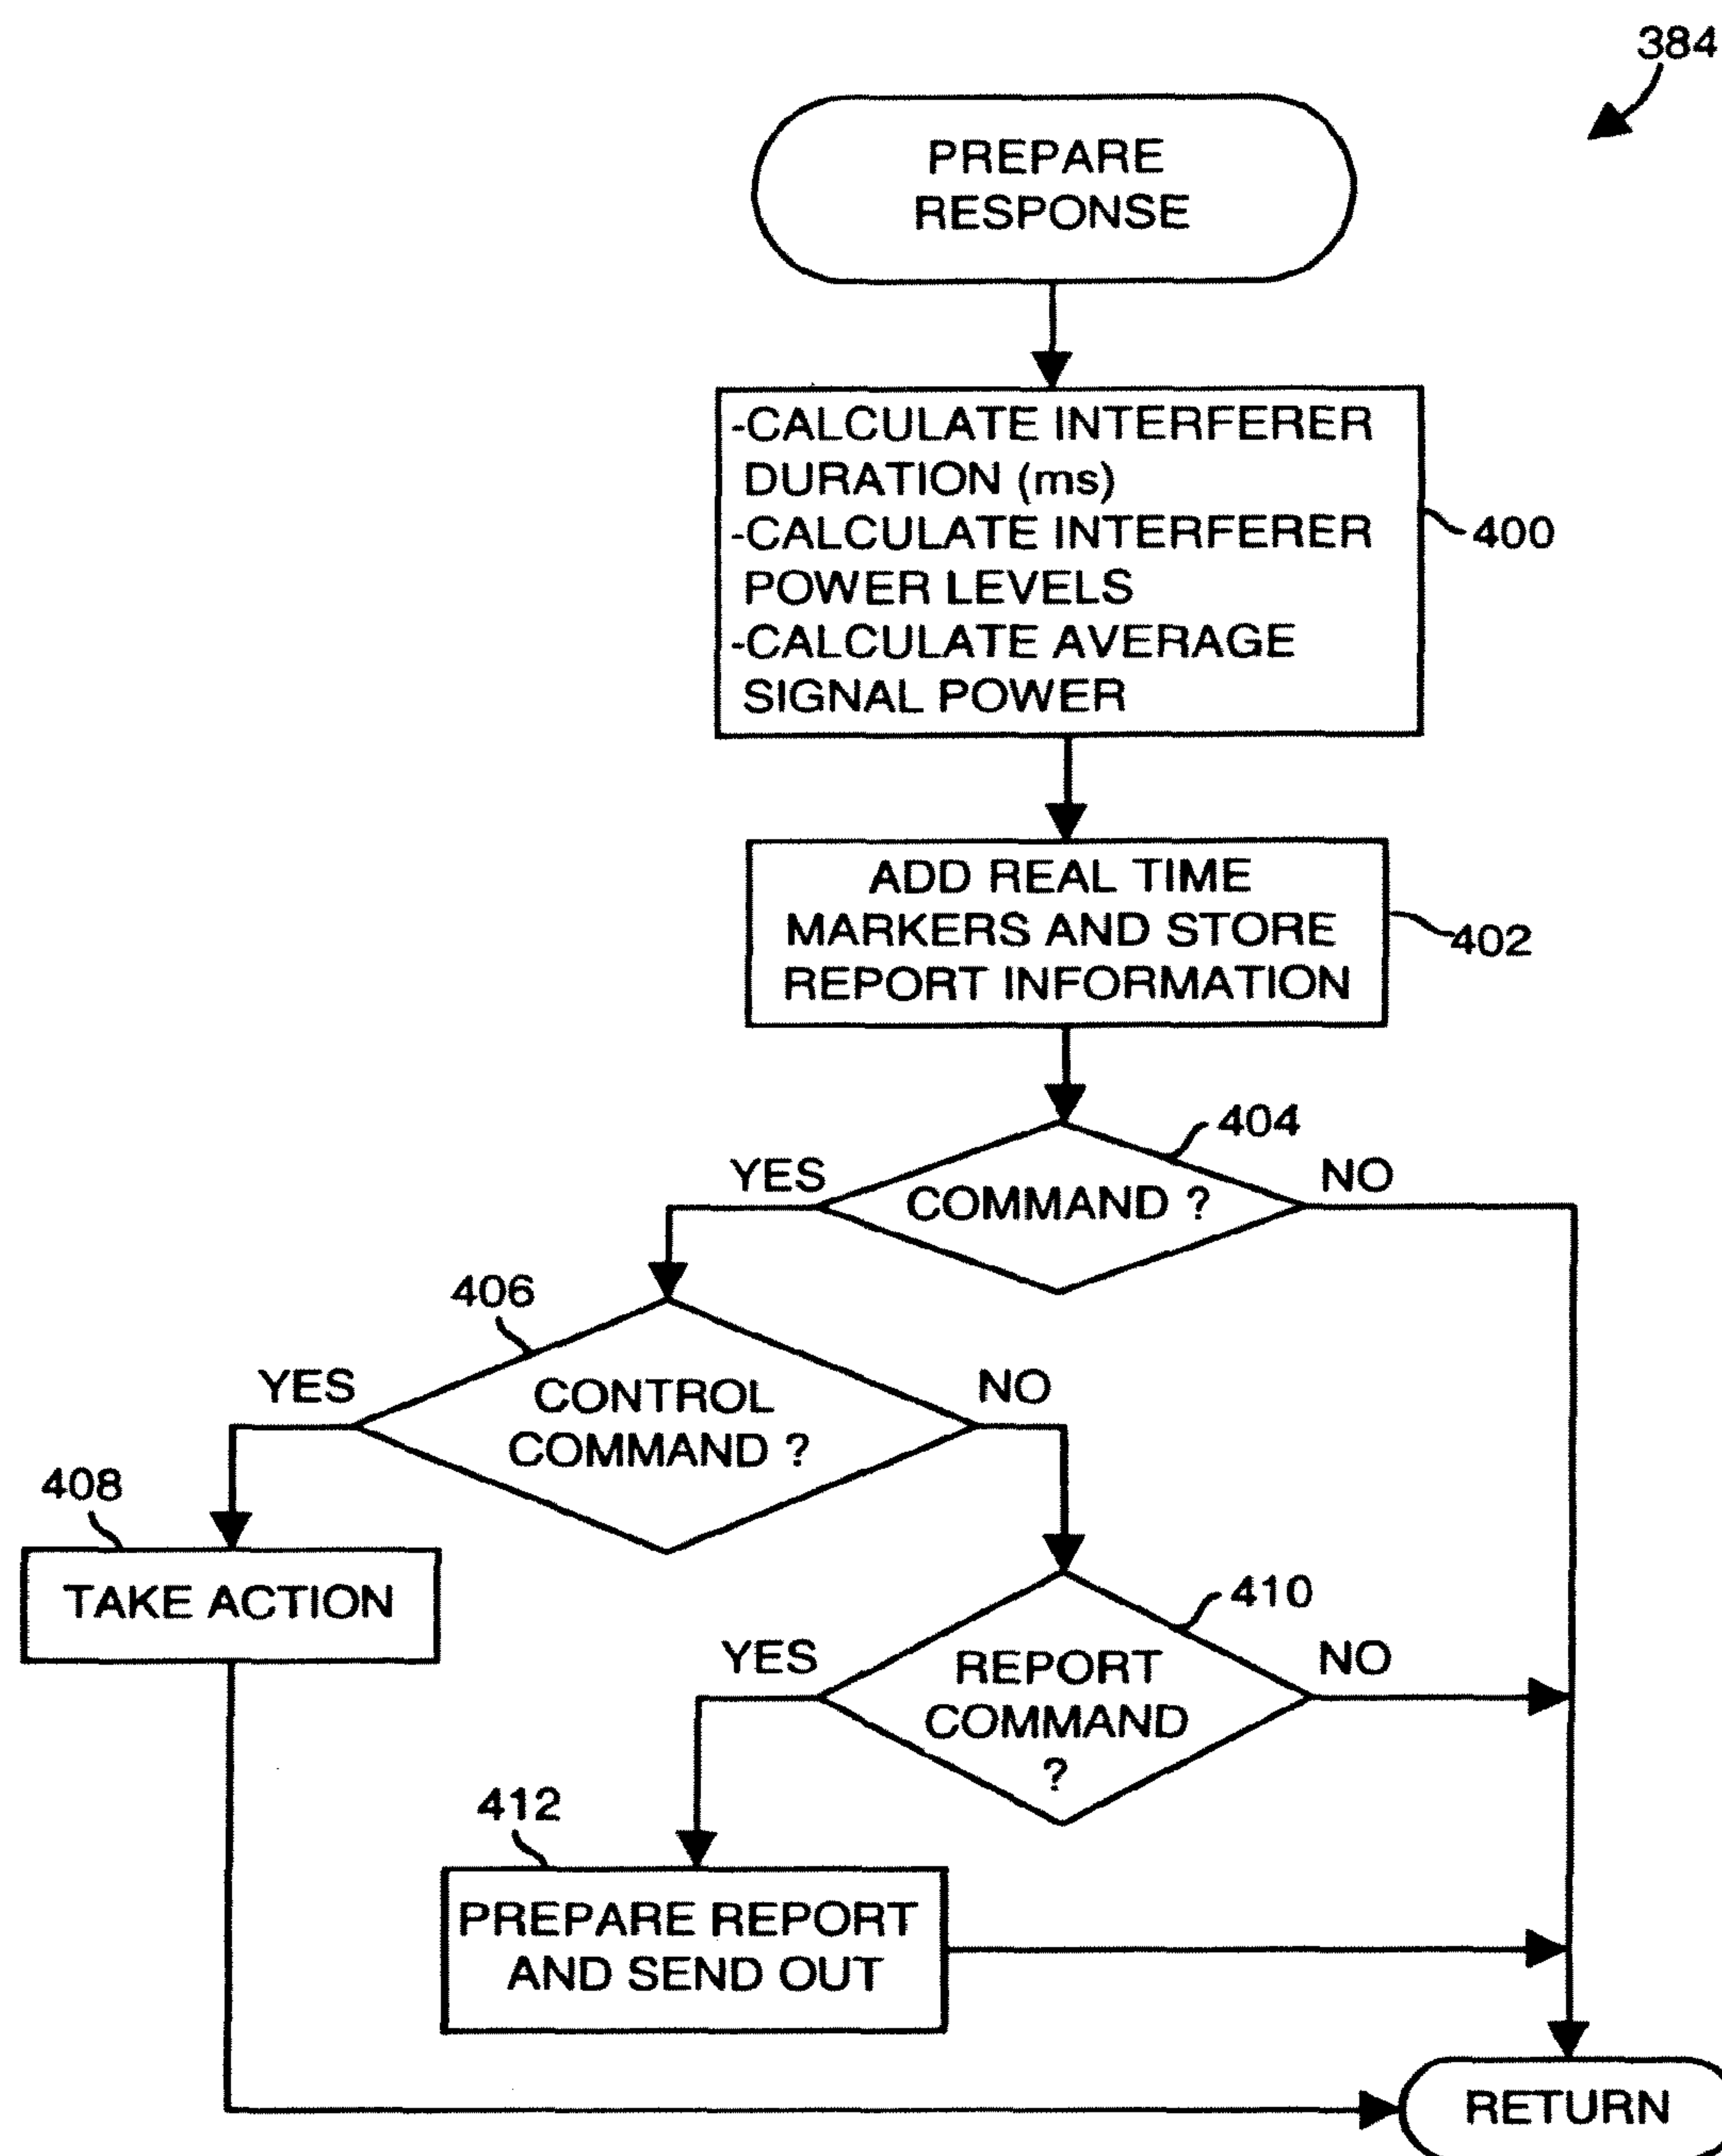 384
PREPARE
RESPONSE
-CALCULATE INTERFERER
DURATION (ms)
-CALCULATE INTERFERER
POWER LEVELS
-CALCULATE AVERAGE
SIGNAL POWER
400
ADD REAL TIME
MARKERS AND STORE
REPORT INFORMATION
402
404
YES
COMMAND ?
NO
406
YES
CONTROL
COMMAND ?
NO
408
TAKE ACTION
410
YES
REPORT
COMMAND
?
NO
412
PREPARE REPORT
AND SEND OUT
RETURN